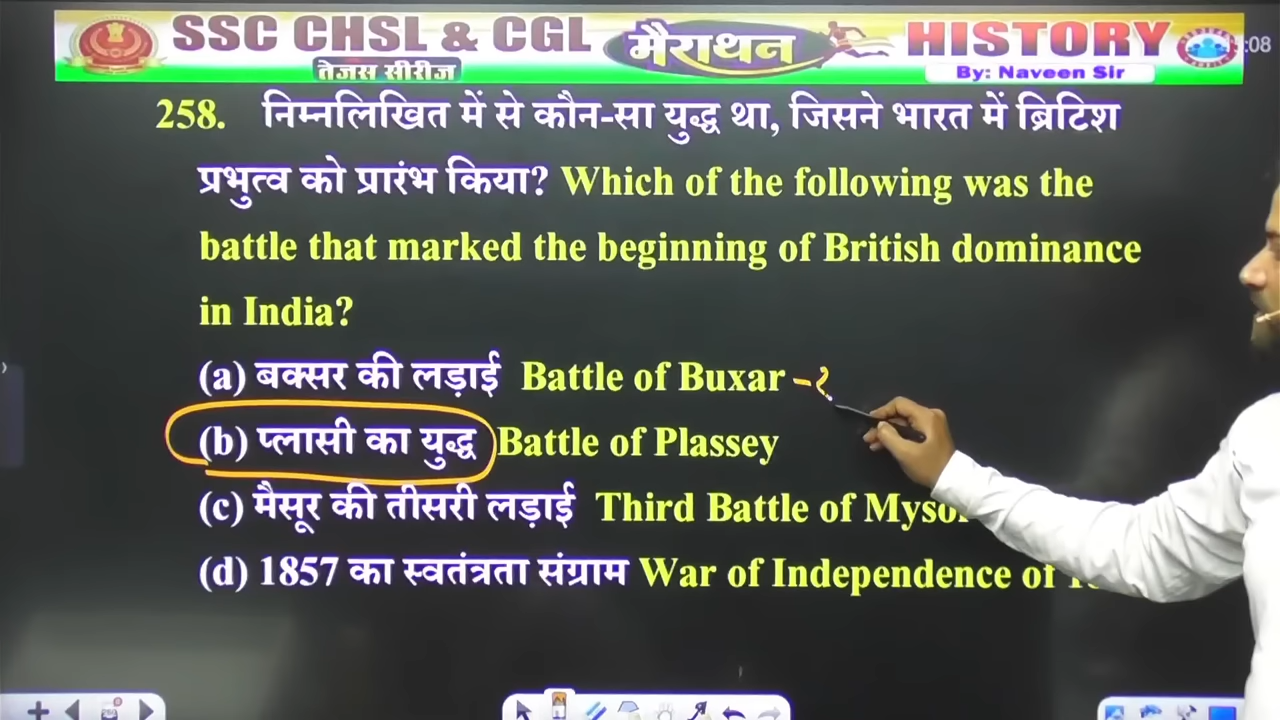 SSC CHSL & CGL मैराथन HISTORY
तेजस सीरीज By: Naveen Sir
:08
258. निम्नलिखित में से कौन-सा युद्ध था, जिसने भारत में ब्रिटिश
प्रभुत्व को प्रारंभ किया? Which of the following was the
battle that marked the beginning of British dominance
in India?
(a) बक्सर की लड़ाई Battle of Buxar -
(b) प्लासी का युद्ध Battle of Plassey
(c) मैसूर की तीसरी लड़ाई Third Battle of
(d) 1857 का स्वतंत्रता संग्राम War of Independence of